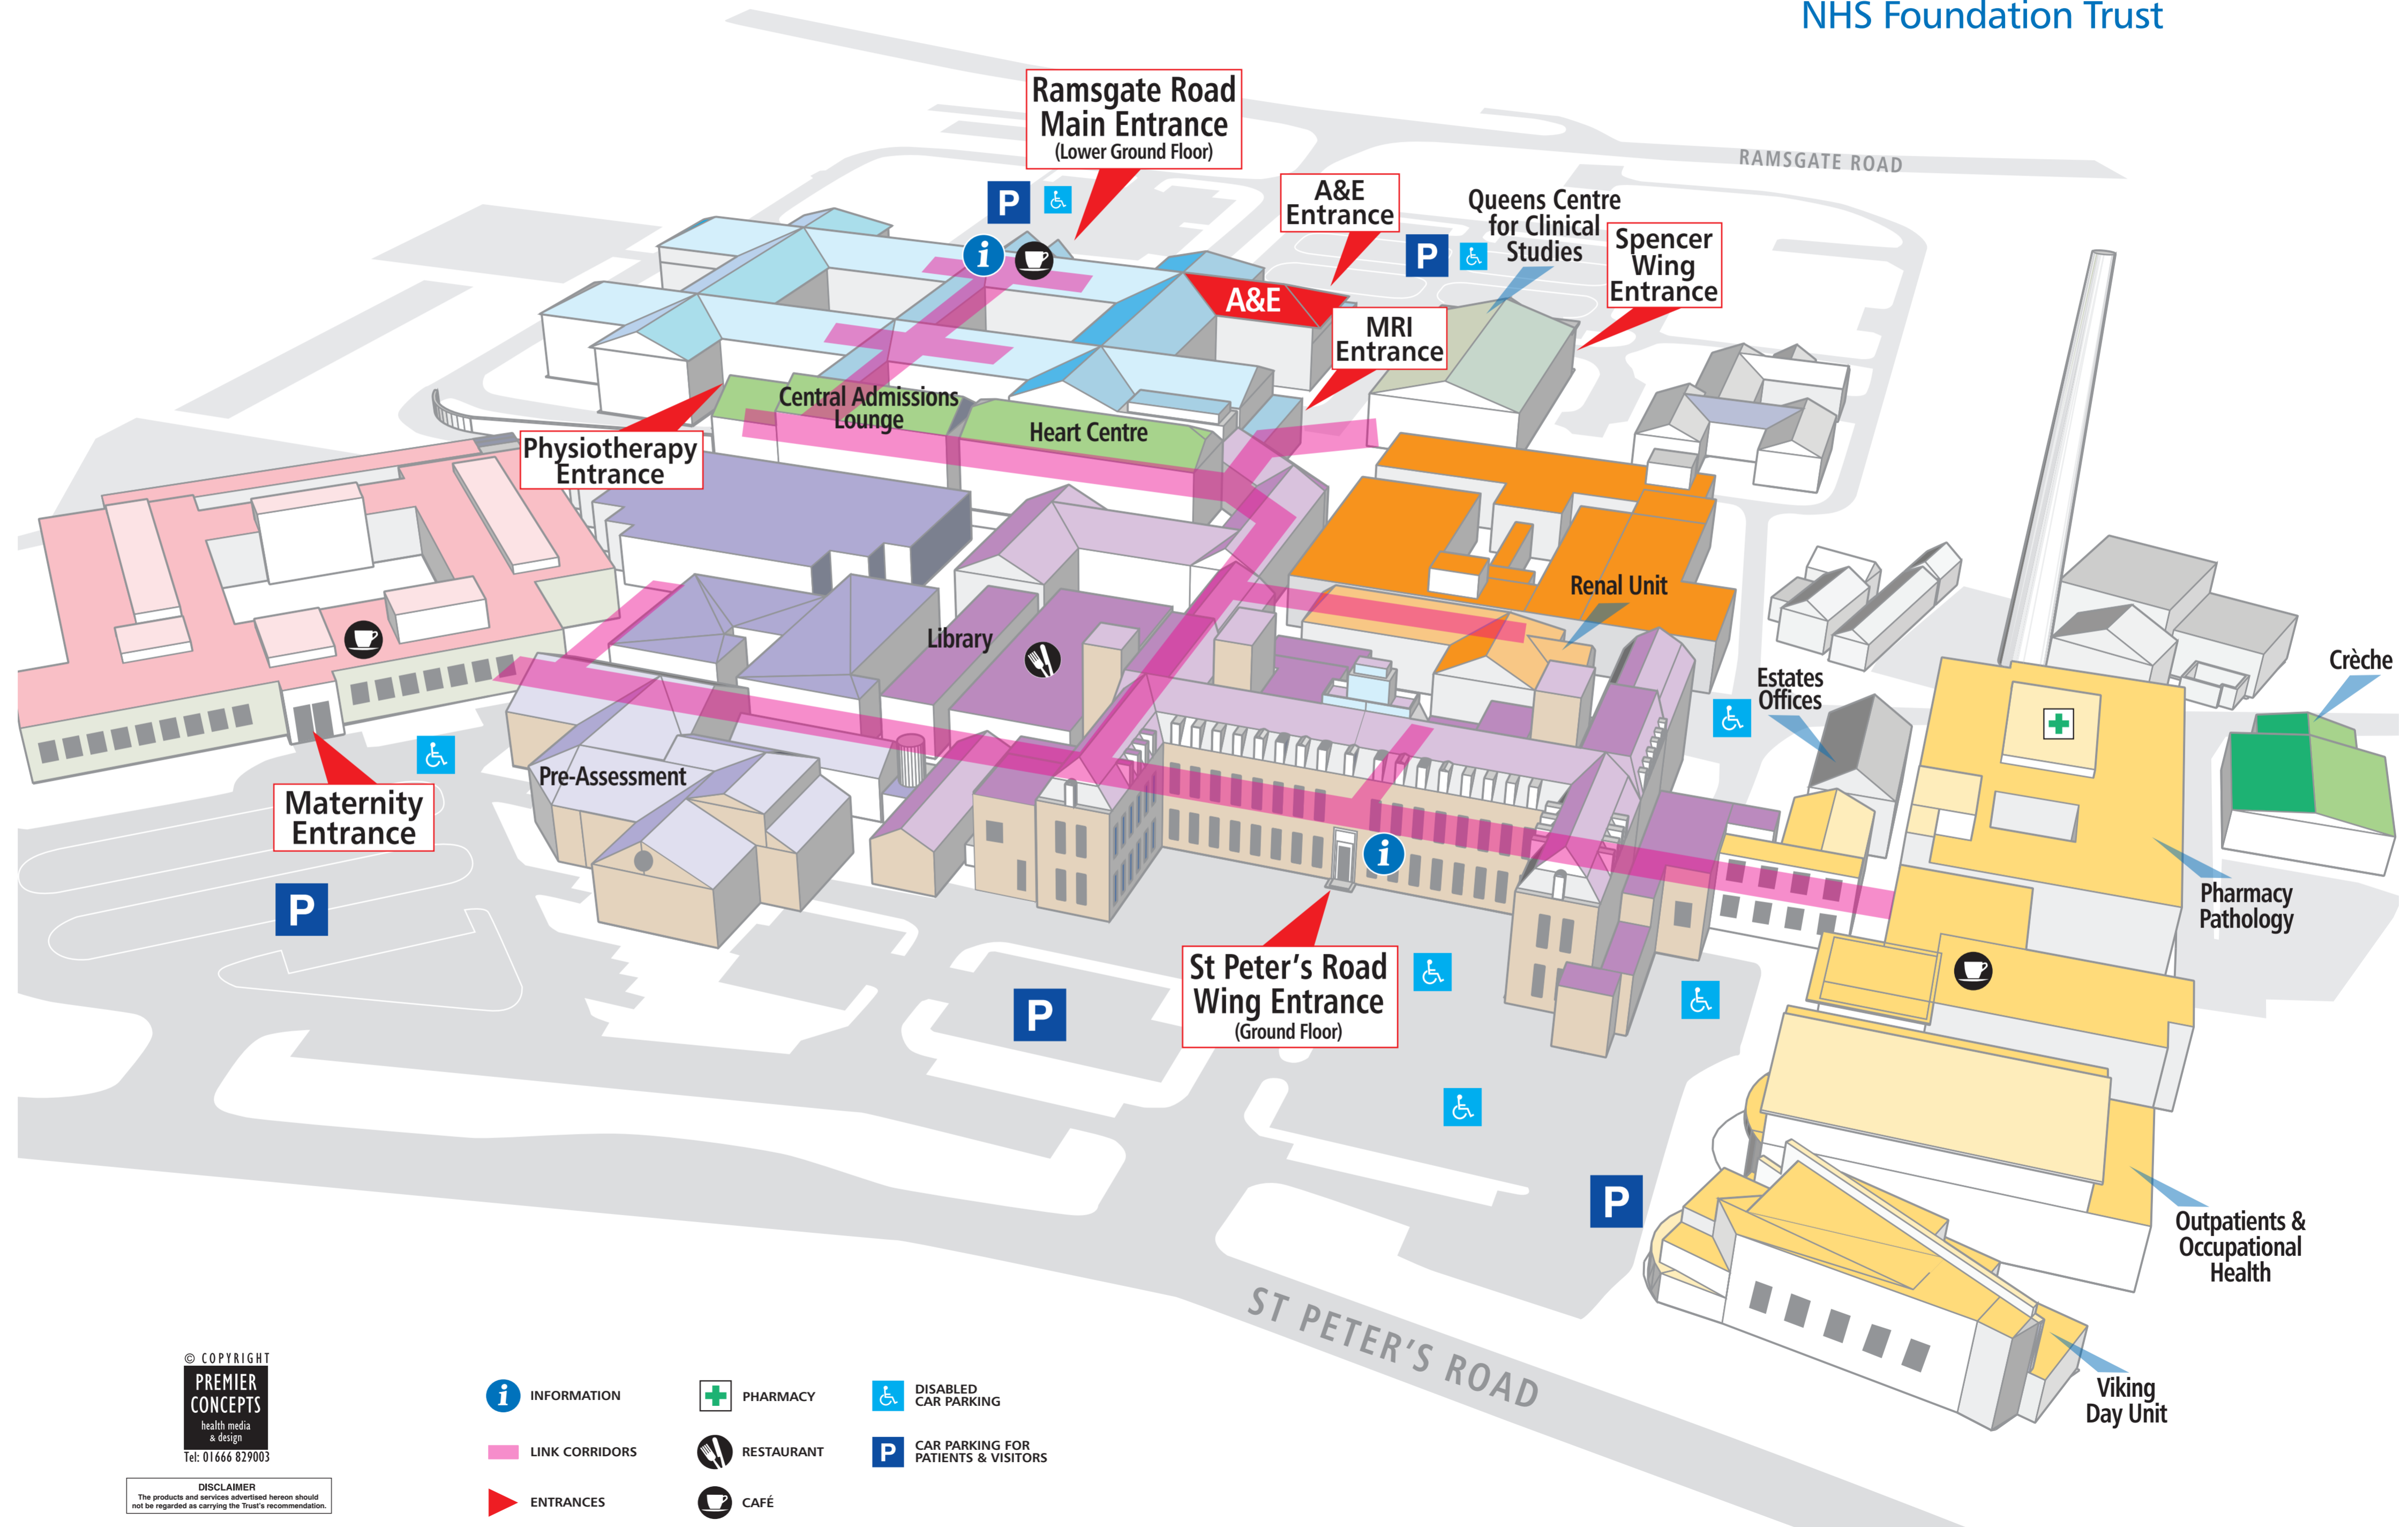 NHS Foundation Trust
Ramsgate Road
Main Entrance
(Lower Ground Floor)
RAMSGATE ROAD
P
A&E
Entrance
Queens Centre
for Clinical
Studies
P
Spencer
Wing
Entrance
i
A&E
MRI
Entrance
Central Admissions
Lounge
Heart Centre
Physiotherapy
Entrance
Renal Unit
Library
Crèche
Estates
Offices
Pre-Assessment
Maternity
Entrance
i
P
Pharmacy
Pathology
St Peter's Road
Wing Entrance
(Ground Floor)
P
P
Outpatients &
Occupational
Health
ST PETER'S ROAD
Viking
Day Unit
© COPYRIGHT
PREMIER
CONCEPTS
health media
& design
Tel: 01666 829003
DISCLAIMER
The products and services advertised hereon should
not be regarded as carrying the Trust's recommendation.
i INFORMATION
LINK CORRIDORS
ENTRANCES
PHARMACY
RESTAURANT
CAFÉ
DISABLED
CAR PARKING
P CAR PARKING FOR
PATIENTS & VISITORS